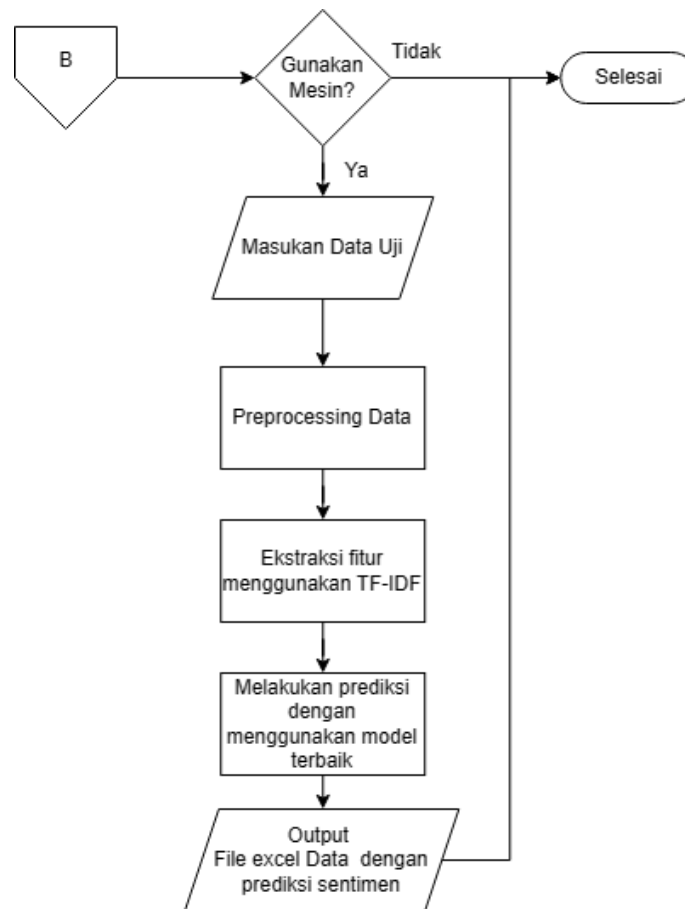 B
Gunakan
Mesin?
Tidak
Selesai
Ya
Masukan Data Uji
Preprocessing Data
Ekstraksi fitur
menggunakan TF-IDF
Melakukan prediksi
dengan
menggunakan model
terbaik
Output
File excel Data dengan
prediksi sentimen